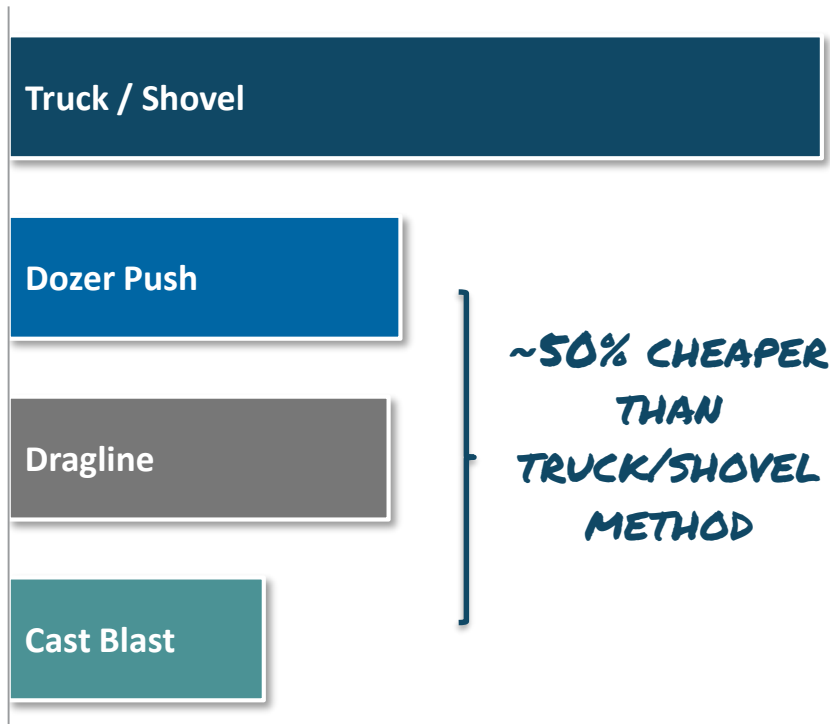 Truck / Shovel
Dozer Push
Dragline
Cast Blast
~50% CHEAPER
THAN
TRUCK/SHOVEL
METHOD